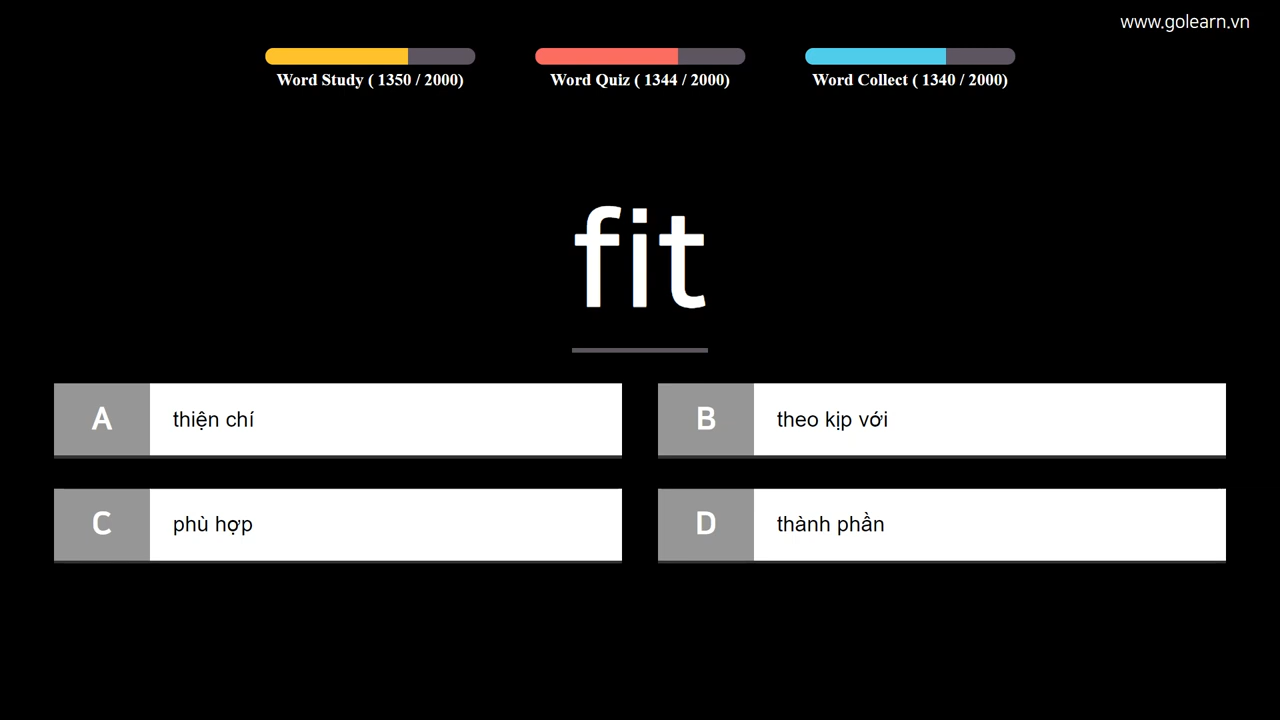 www.golearn.vn
Word Study ( 1350 / 2000)
Word Quiz ( 1344 / 2000)
Word Collect ( 1340 / 2000)
fit
A thiện chí
B theo kịp với
C phù hợp
D thành phần